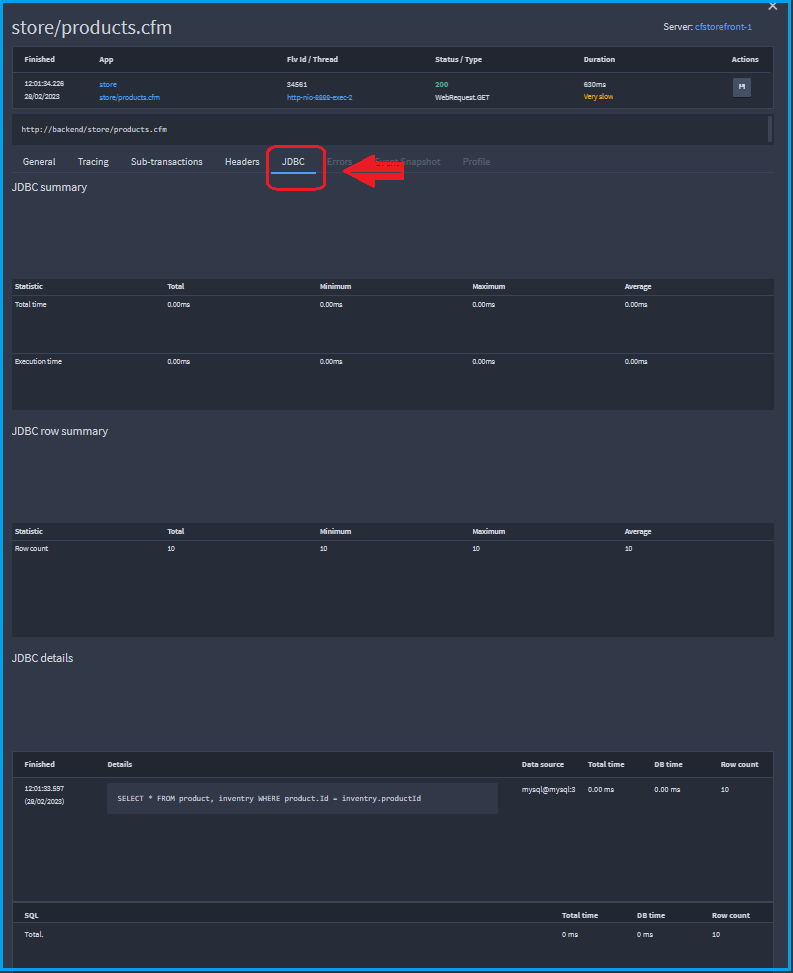 store/products.cfm
Server: cfstorefront-1
Finished App Flv Id / Thread Status / Type Duration Actions
12:01:34.226 store 34561 200 630ms
28/02/2023 store/products.cfm http-nio-8888-exec-2 WebRequest.GET Very slow
http://backend/store/products.cfm
General Tracing Sub-transactions Headers JDBC Errors Event Snapshot Profile
JDBC summary
Statistic Total Minimum Maximum Average
Total time 0.00ms 0.00ms 0.00ms 0.00ms
Execution time 0.00ms 0.00ms 0.00ms 0.00ms
JDBC row summary
Statistic Total Minimum Maximum Average
Row count 10 10 10 10
JDBC details
Finished Details Data source Total time DB time Row count
12:01:33.597 SELECT * FROM product, inventry WHERE product.Id = inventry.productId mysql@mysql:3 0.00 ms 0.00 ms 10
(28/02/2023)
SQL Total time DB time Row count
Total. 0 ms 0 ms 10